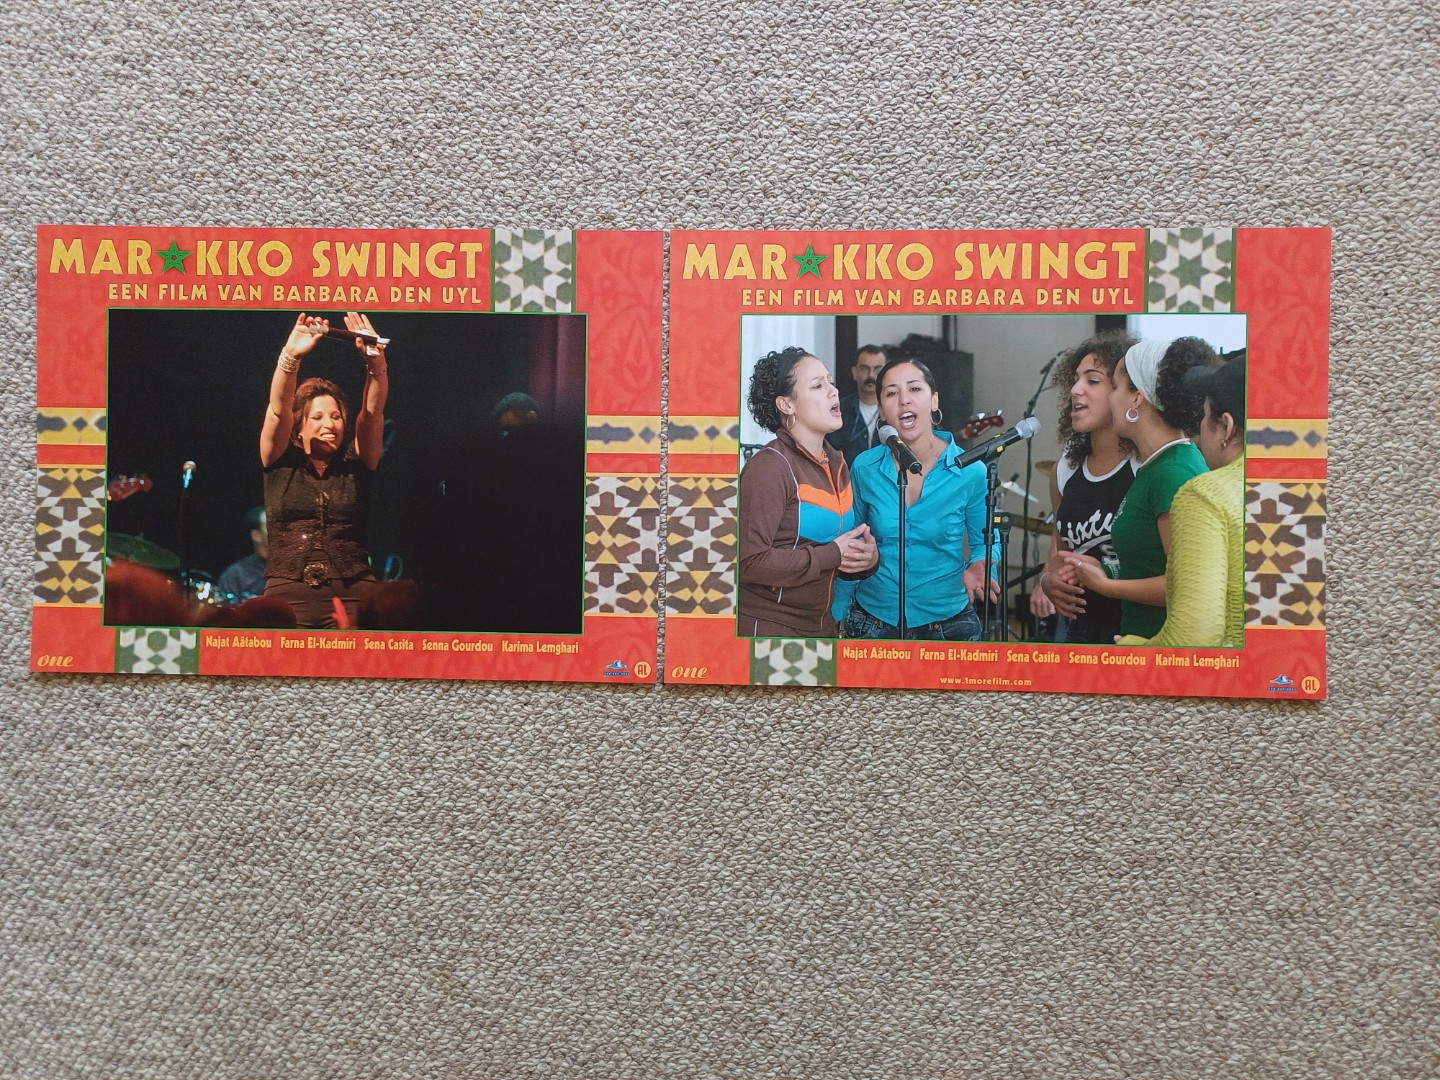 MAR★KKO SWINGT
EEN FILM VAN BARBARA DEN UYL
Najat Aâtabou Farna El-Kadmiri Sena Casita Senna Gourdou Karima Lemghari
one
AL
MAR★KKO SWINGT
EEN FILM VAN BARBARA DEN UYL
Sixty
Najat Aâtabou Farna El-Kadmiri Sena Casita Senna Gourdou Karima Lemghari
one
www.1morefilm.com
AL